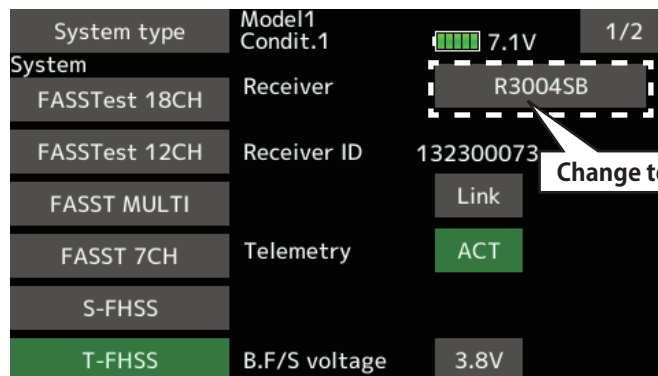 System type
Model1
Condit.1
7.1V
1/2
System
FASSTest 18CH
FASSTest 12CH
FASST MULTI
FASST 7CH
S-FHSS
T-FHSS
Receiver
R3004SB
Receiver ID
132300073
Change
Link
Telemetry
ACT
B.F/S voltage
3.8V